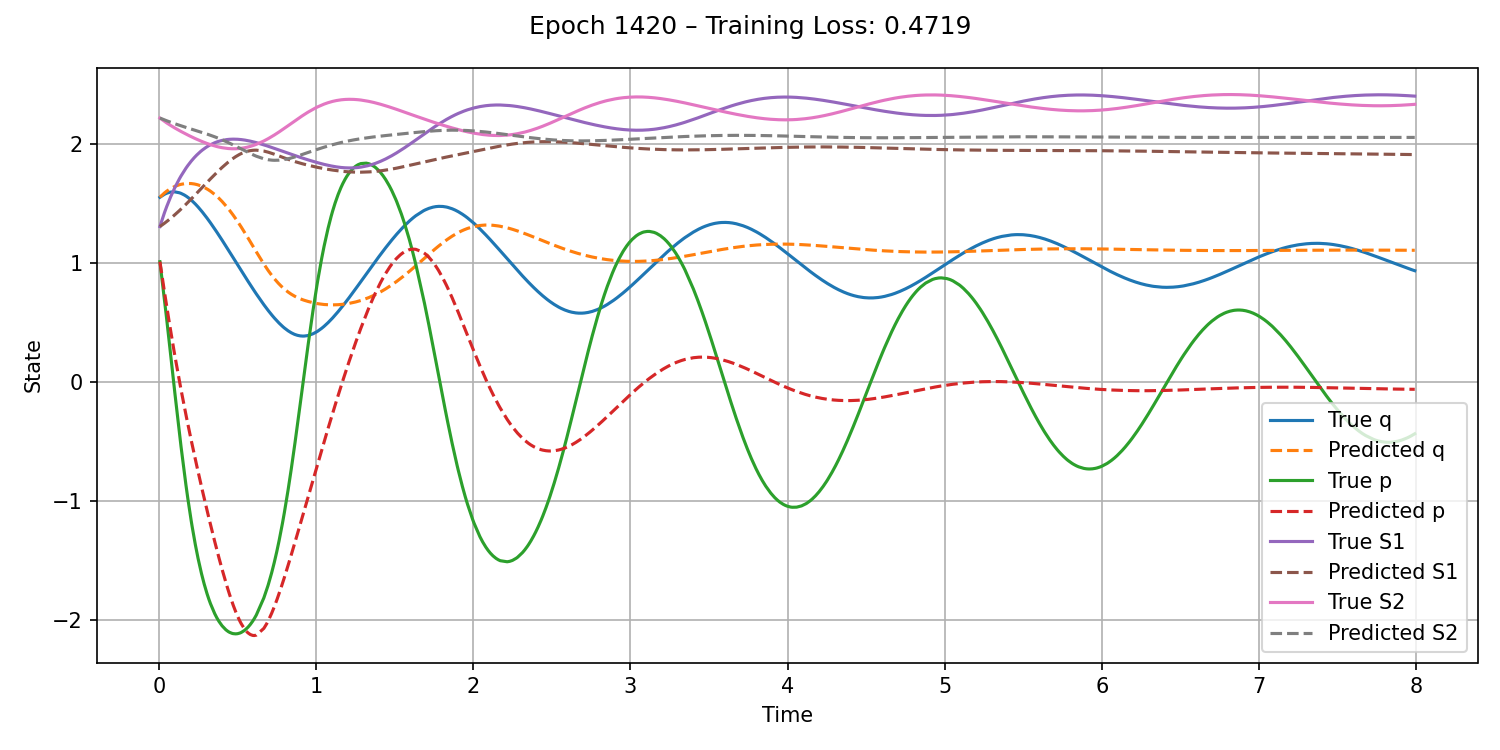 Epoch 1420 – Training Loss: 0.4719
State
2
1
0
−1
−2
0 1 2 3 4 5 6 7 8
Time
True q
Predicted q
True p
Predicted p
True S1
Predicted S1
True S2
Predicted S2